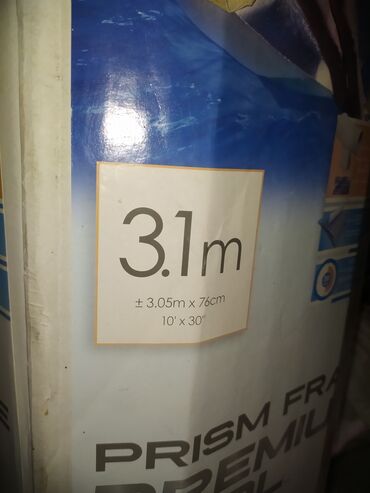 3.1m
± 3.05m x 76cm
10' x 30"
PRISM FRA
PREMIU